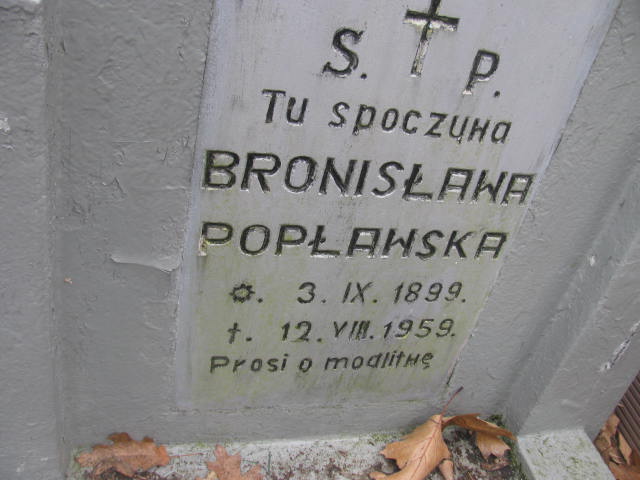 S. P.
Tu spoczywa
BRONISŁAWA
POPŁAWSKA
✡. 3. IX. 1899.
†. 12. VIII. 1959.
Prosi o modlitwę